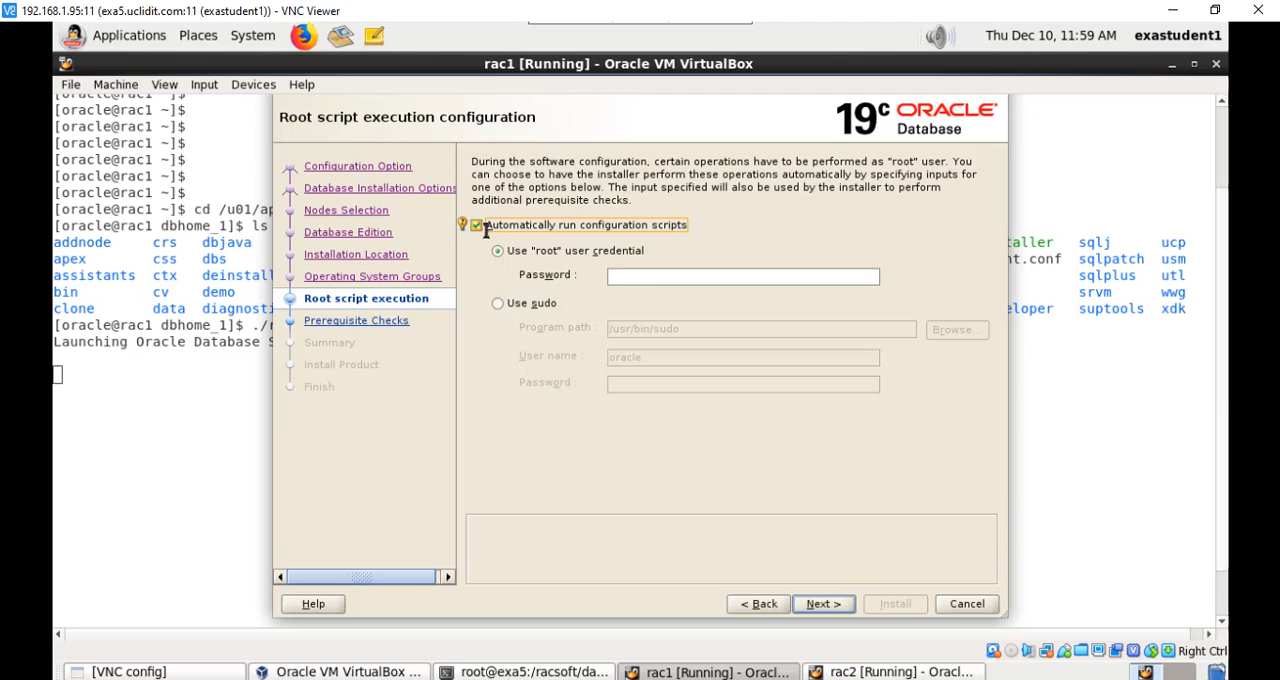 192.168.1.95:11 (exa5.uclidit.com:11 (exastudent1)) - VNC Viewer
Applications Places System
Thu Dec 10, 11:59 AM exastudent1
rac1 [Running] - Oracle VM VirtualBox
File Machine View Input Devices Help
[oracle@rac1 ~]$
[oracle@rac1 ~]$
[oracle@rac1 ~]$
[oracle@rac1 ~]$
[oracle@rac1 ~]$
[oracle@rac1 ~]$
[oracle@rac1 ~]$ cd /u01/ap
[oracle@rac1 dbhome_1]$ ls
addnode crs dbjava
apex css dbs
assistants ctx deinstal
bin cv demo
clone data diagnosti
[oracle@rac1 dbhome_1]$ ./r
Launching Oracle Database S
taller sqlj ucp
nt.conf sqlpatch usm
sqlplus utl
srvm wwg
eloper suptools xdk
Root script execution configuration
19c ORACLE
Database
Configuration Option
Database Installation Options
Nodes Selection
Database Edition
Installation Location
Operating System Groups
Root script execution
Prerequisite Checks
Summary
Install Product
Finish
During the software configuration, certain operations have to be performed as "root" user. You
can choose to have the installer perform these operations automatically by specifying inputs for
one of the options below. The input specified will also be used by the installer to perform
additional prerequisite checks.
Automatically run configuration scripts
Use "root" user credential
Password :
Use sudo
Program path : /usr/bin/sudo Browse...
User name : oracle
Password :
Help < Back Next > Install Cancel
Right Ctrl
[VNC config] Oracle VM VirtualBox ... root@exa5:/racsoft/da... rac1 [Running] - Oracl... rac2 [Running] - Oracl...